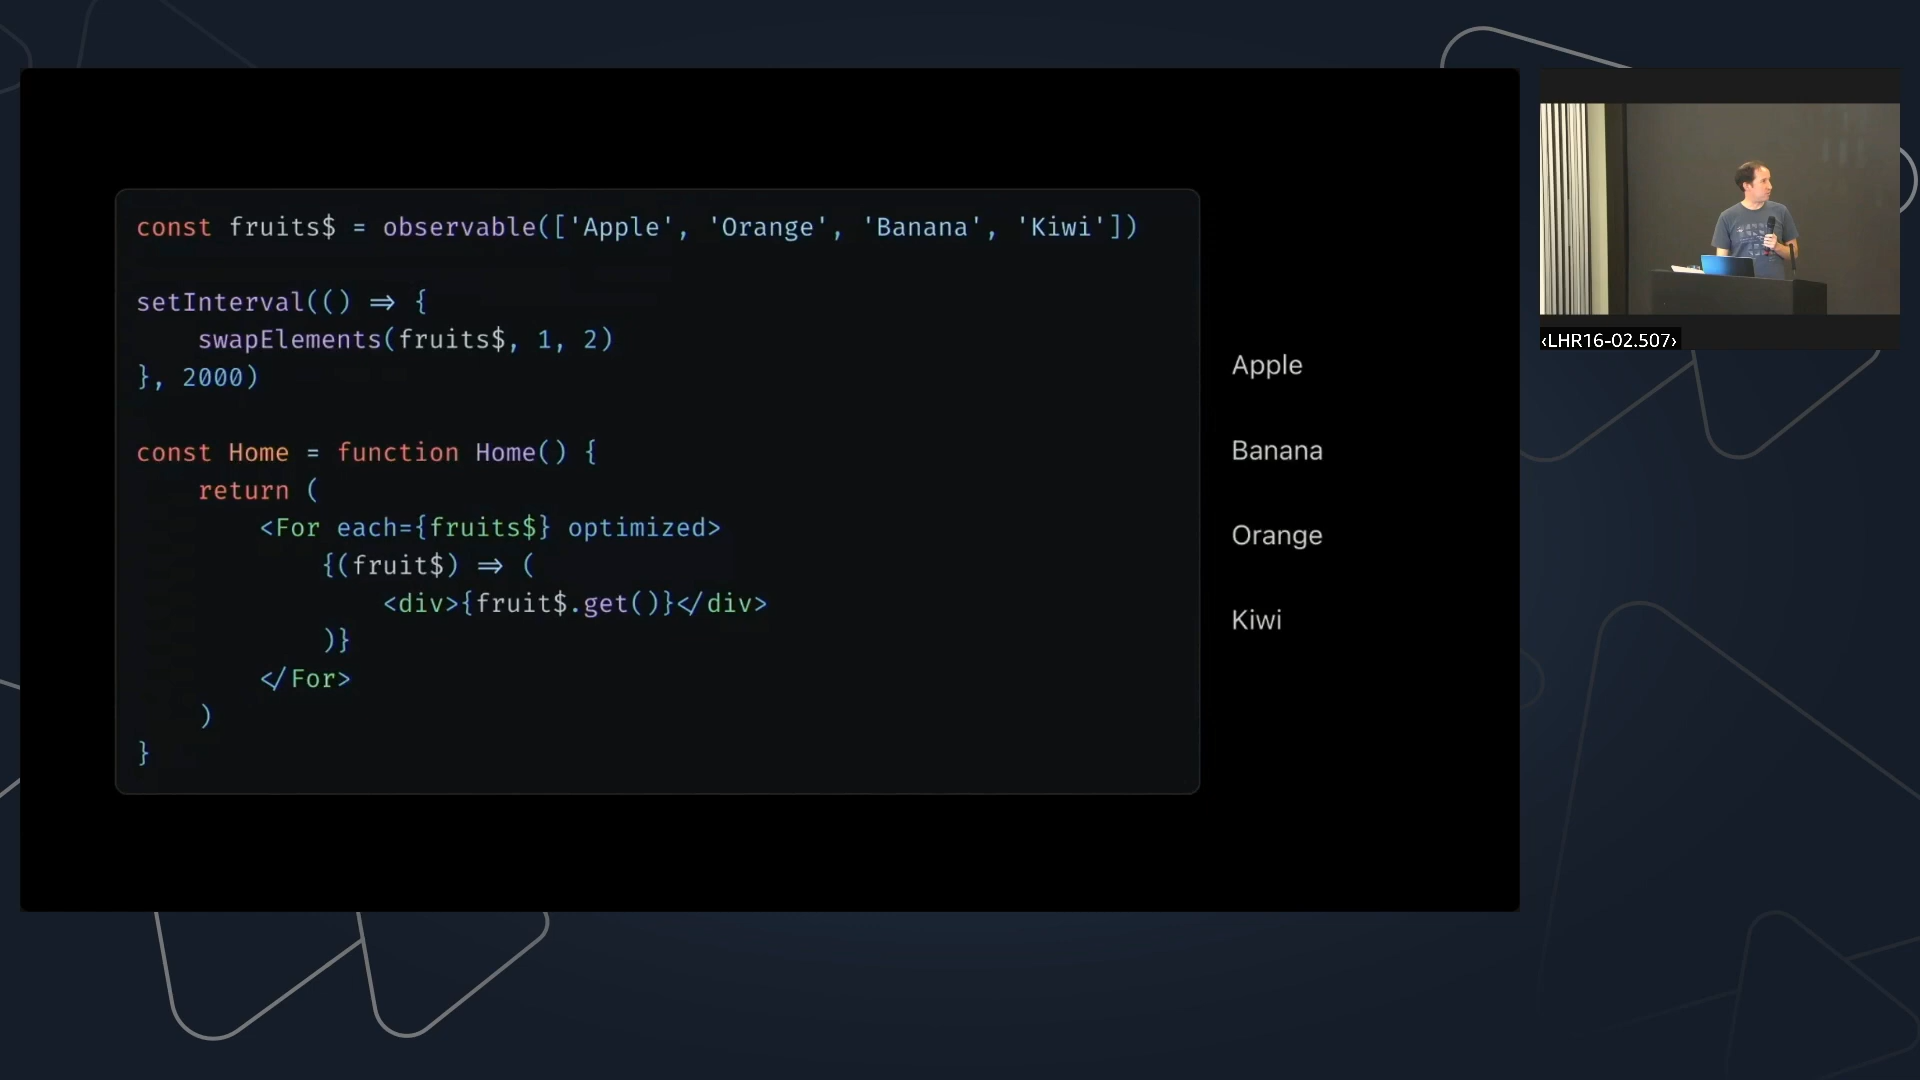 const fruits$ = observable(['Apple', 'Orange', 'Banana', 'Kiwi'])
setInterval(() => {
    swapElements(fruits$, 1, 2)
}, 2000)
const Home = function Home() {
    return (
        <For each={fruits$} optimized>
            {(fruit$) => (
                <div>{fruit$.get()}</div>
            )}
        </For>
    )
}
Apple
Banana
Orange
Kiwi
‹LHR16-02.507›